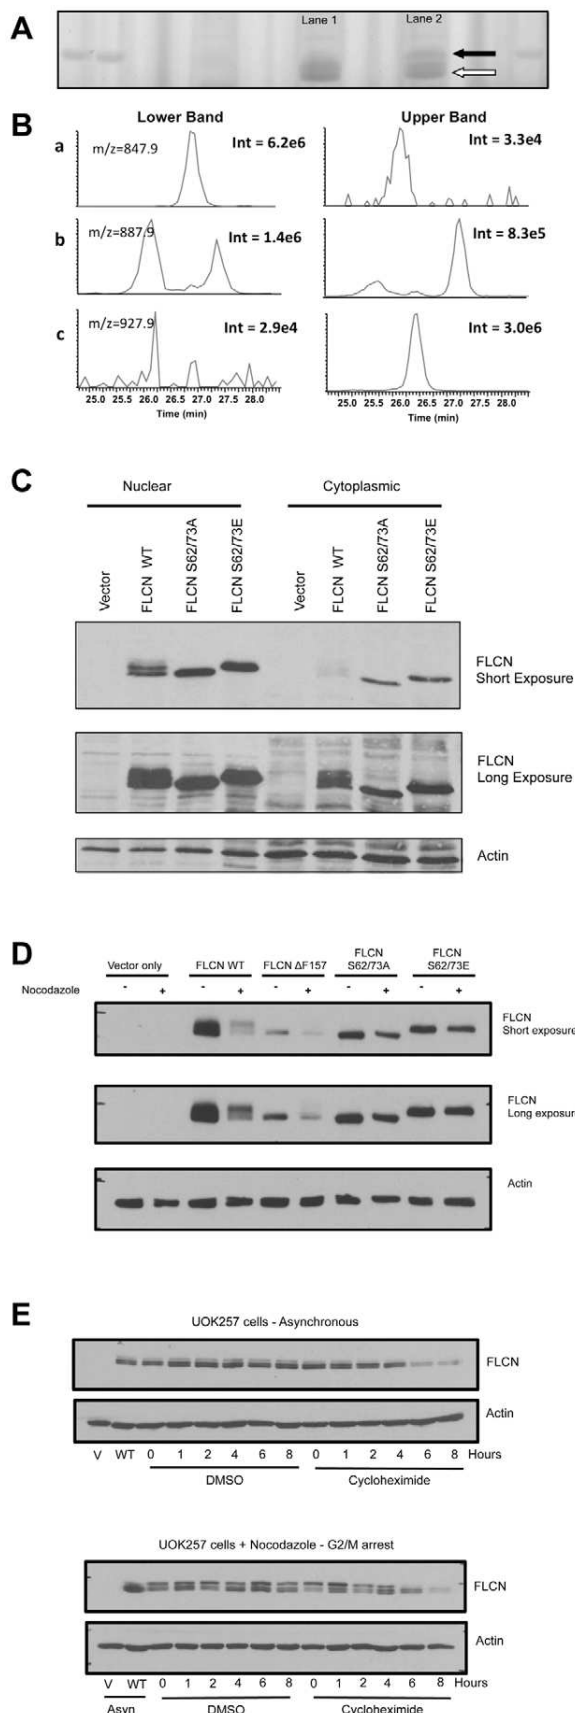 A
Lane 1
Lane 2
B
Lower Band
Upper Band
a
m/z=847.9
Int = 6.2e6
Int = 3.3e4
b
m/z=887.9
Int = 1.4e6
Int = 8.3e5
c
m/z=927.9
Int = 2.9e4
Int = 3.0e6
25.0 25.5 26.0 26.5 27.0 27.5 28.0
25.0 25.5 26.0 26.5 27.0 27.5 28.0
Time (min)
Time (min)
C
Nuclear
Cytoplasmic
Vector
FLCN WT
FLCN S62/73A
FLCN S62/73E
Vector
FLCN WT
FLCN S62/73A
FLCN S62/73E
FLCN
Short Exposure
FLCN
Long Exposure
Actin
D
Vector only
FLCN WT
FLCN ΔF157
FLCN
S62/73A
FLCN
S62/73E
Nocodazole - + - + - + - + - +
FLCN
Short exposure
FLCN
Long exposure
Actin
E
UOK257 cells - Asynchronous
FLCN
Actin
V WT 0 1 2 4 6 8 0 1 2 4 6 8 Hours
DMSO
Cycloheximide
UOK257 cells + Nocodazole - G2/M arrest
FLCN
Actin
V WT 0 1 2 4 6 8 0 1 2 4 6 8 Hours
Asyn
DMSO
Cycloheximide